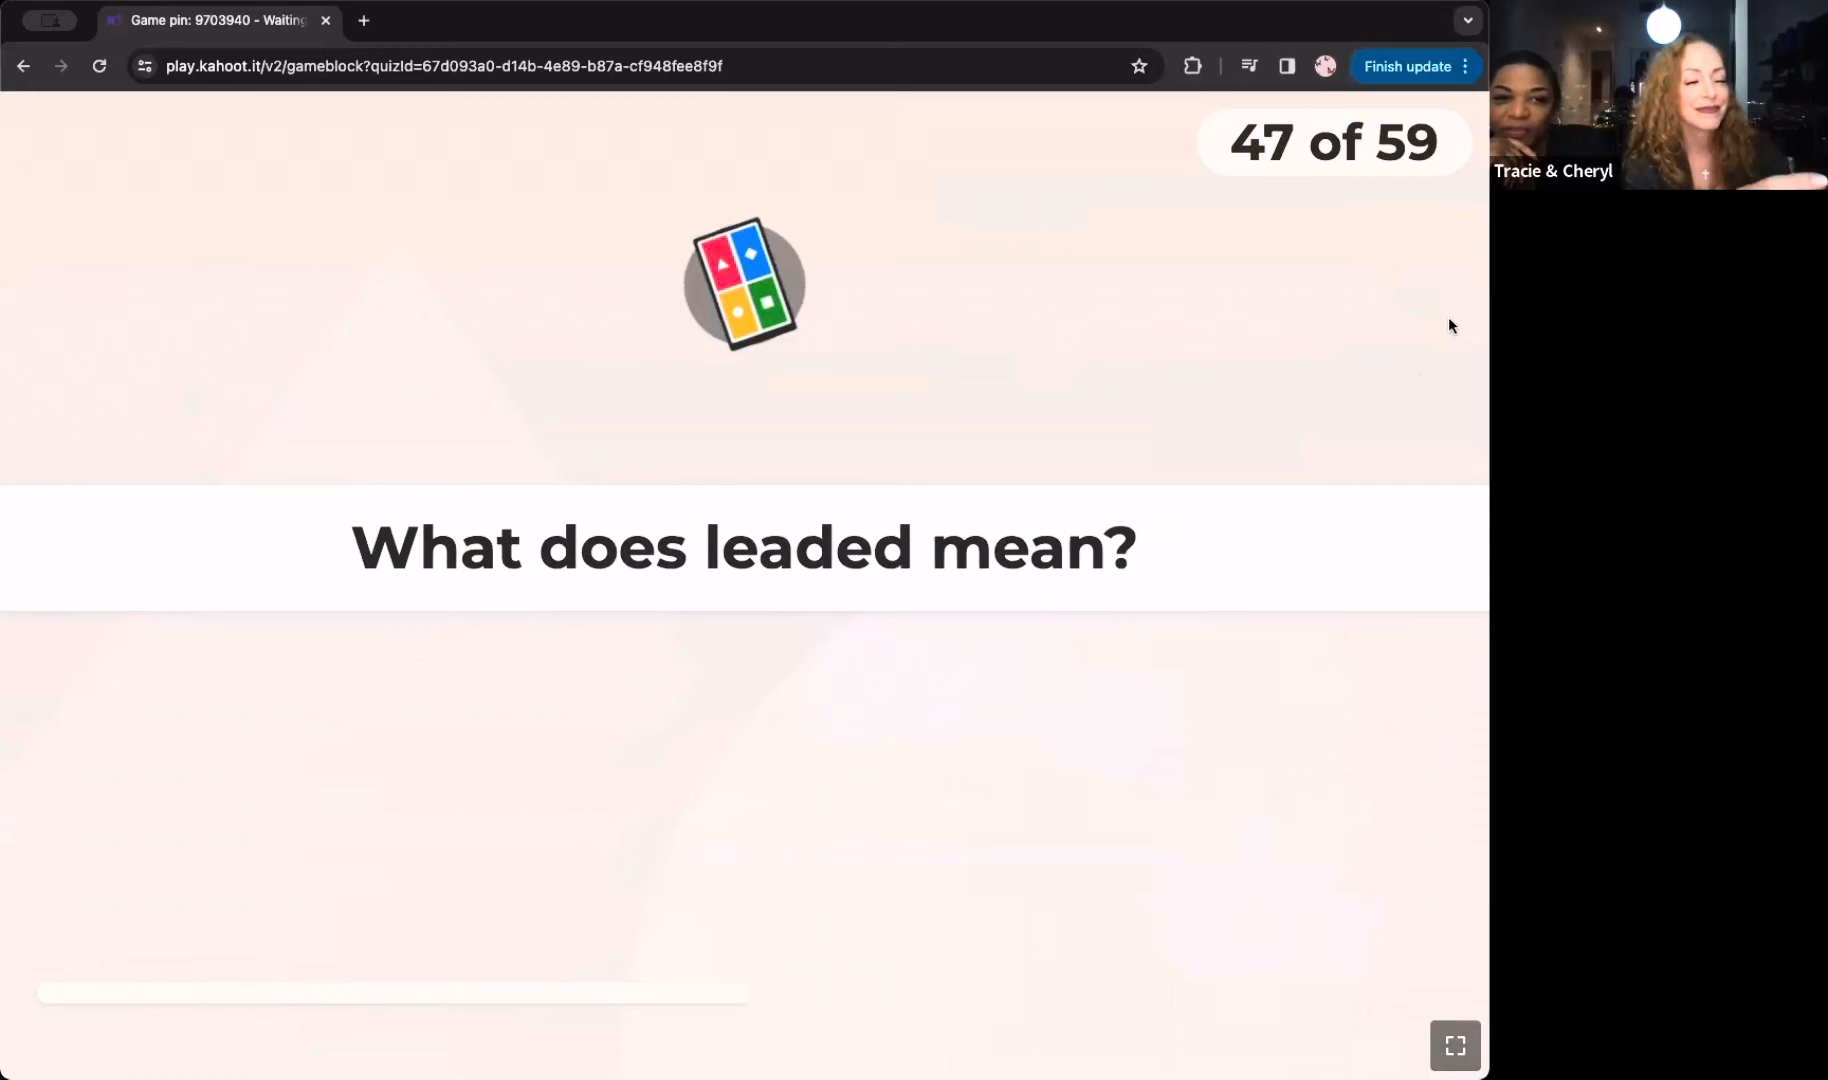 Game pin: 9703940 - Waiting
play.kahoot.it/v2/gameblock?quizId=67d093a0-d14b-4e89-b87a-cf948fee8f9f
Finish update
47 of 59
Tracie & Cheryl
What does leaded mean?